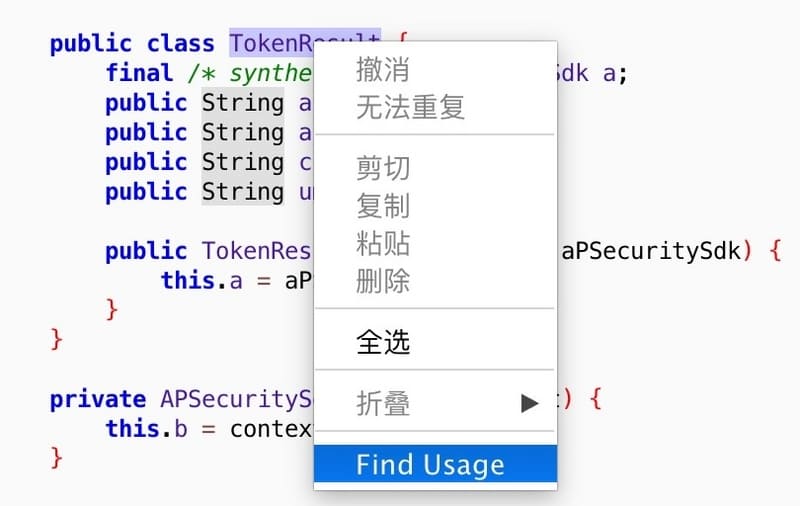 public class TokenResult {
final /* synthe Sdk a;
public String a
public String a
public String c
public String u
public TokenRes aPSecuritySdk) {
this.a = aP
}
}
private APSecurityS ) {
this.b = contex
}
撤消
无法重复
剪切
复制
粘贴
删除
全选
折叠
Find Usage